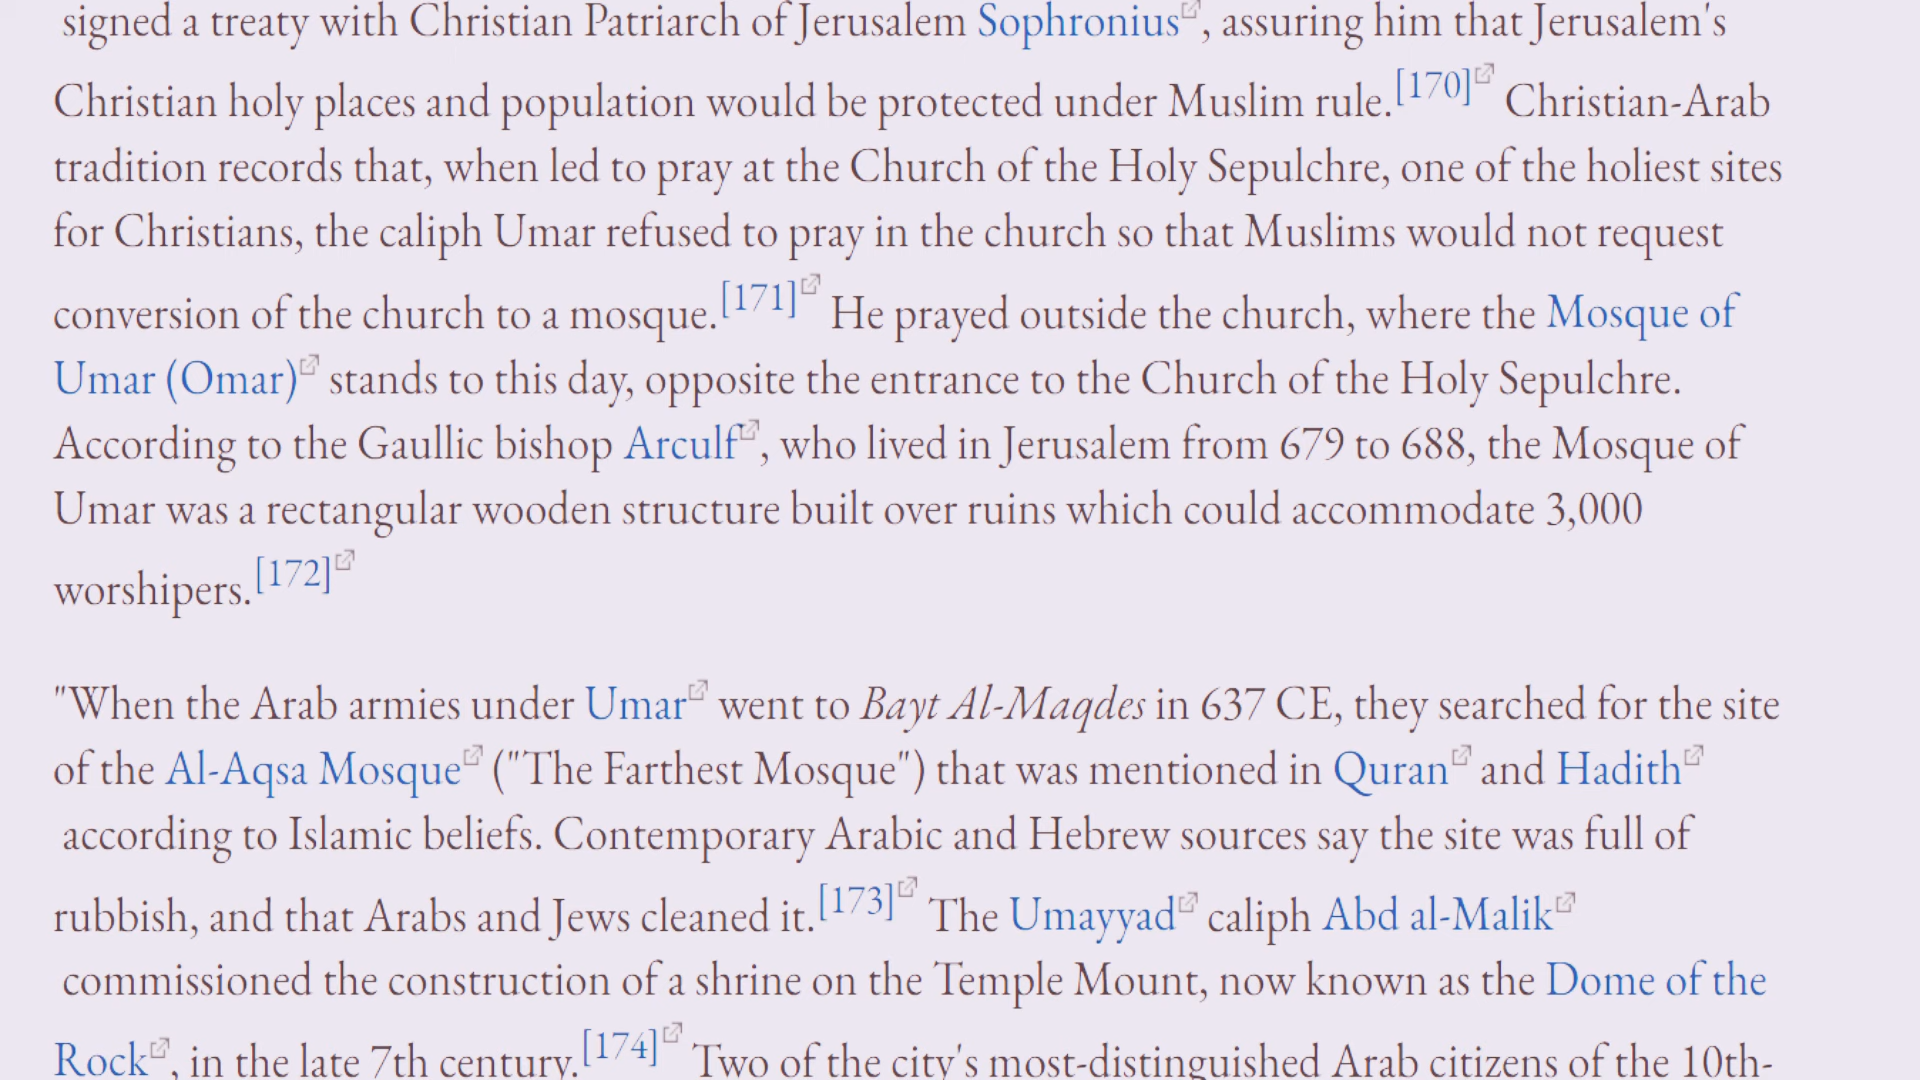 signed a treaty with Christian Patriarch of Jerusalem Sophronius, assuring him that Jerusalem's
Christian holy places and population would be protected under Muslim rule.[170] Christian-Arab
tradition records that, when led to pray at the Church of the Holy Sepulchre, one of the holiest sites
for Christians, the caliph Umar refused to pray in the church so that Muslims would not request
conversion of the church to a mosque.[171] He prayed outside the church, where the Mosque of
Umar (Omar) stands to this day, opposite the entrance to the Church of the Holy Sepulchre.
According to the Gaullic bishop Arculf, who lived in Jerusalem from 679 to 688, the Mosque of
Umar was a rectangular wooden structure built over ruins which could accommodate 3,000
worshipers.[172]
"When the Arab armies under Umar went to Bayt Al-Maqdes in 637 CE, they searched for the site
of the Al-Aqsa Mosque ("The Farthest Mosque") that was mentioned in Quran and Hadith
according to Islamic beliefs. Contemporary Arabic and Hebrew sources say the site was full of
rubbish, and that Arabs and Jews cleaned it.[173] The Umayyad caliph Abd al-Malik
commissioned the construction of a shrine on the Temple Mount, now known as the Dome of the
Rock, in the late 7th century.[174] Two of the city's most-distinguished Arab citizens of the 10th-